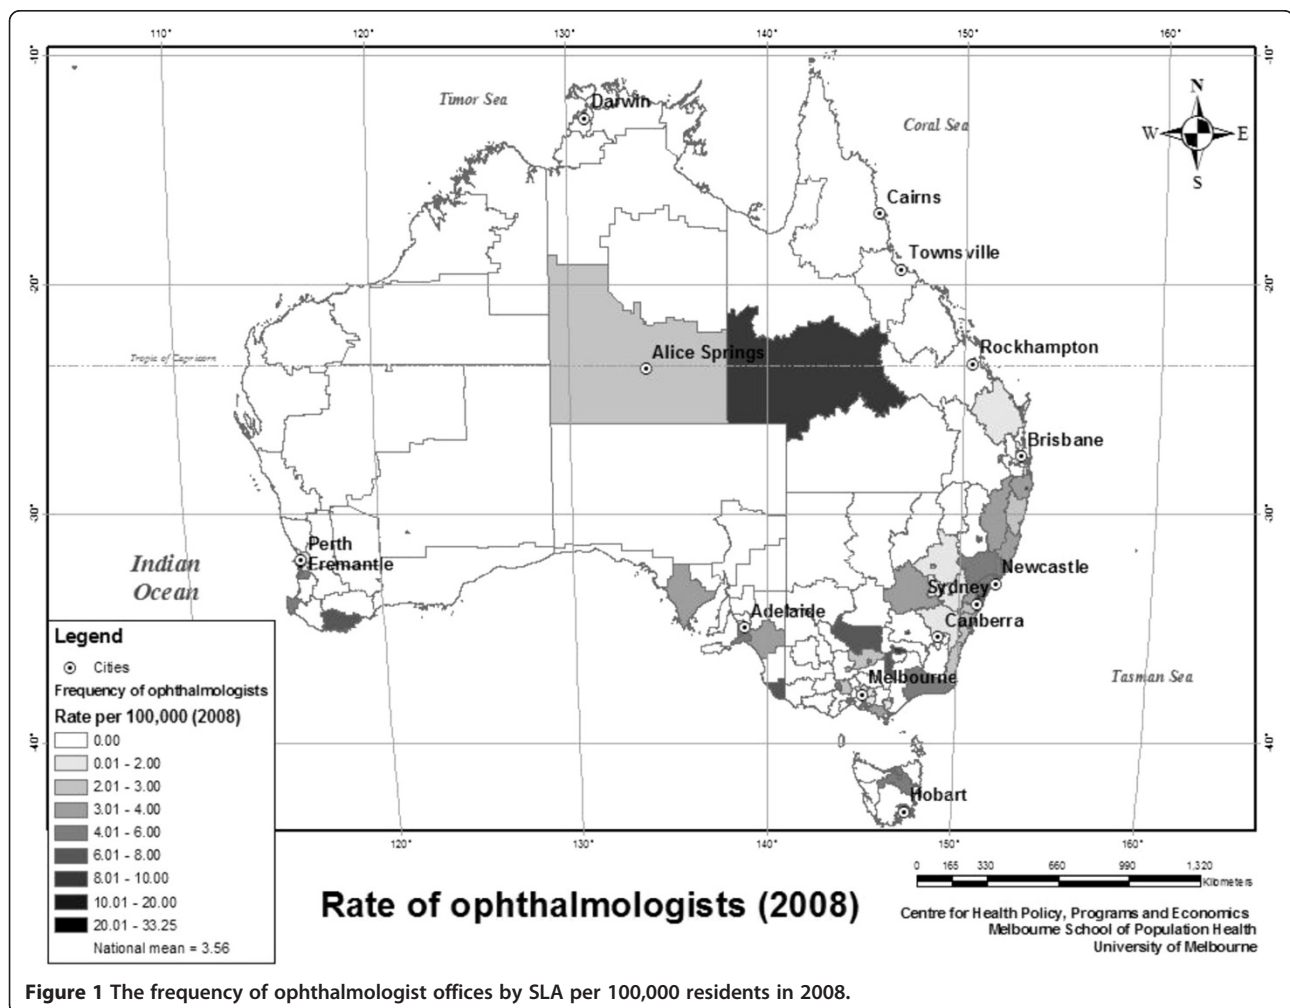 110°
120°
130°
140°
150°
160°
-10°
-10°
Timor Sea
Darwin
Coral Sea
N
W
E
S
Cairns
Townsville
-20°
-20°
Tropic of Capricorn
Alice Springs
Rockhampton
Brisbane
-30°
-30°
Indian
Ocean
Perth
Fremantle
Newcastle
Sydney
Adelaide
Canberra
Melbourne
Tasman Sea
-40°
-40°
Hobart
120°
130°
140°
150°
160°
Legend
Cities
Frequency of ophthalmologists
Rate per 100,000 (2008)
0.00
0.01 - 2.00
2.01 - 3.00
3.01 - 4.00
4.01 - 6.00
6.01 - 8.00
8.01 - 10.00
10.01 - 20.00
20.01 - 33.25
National mean = 3.56
0 165 330 660 990 1,320
Kilometers
Rate of ophthalmologists (2008)
Centre for Health Policy, Programs and Economics
Melbourne School of Population Health
University of Melbourne
Figure 1 The frequency of ophthalmologist offices by SLA per 100,000 residents in 2008.